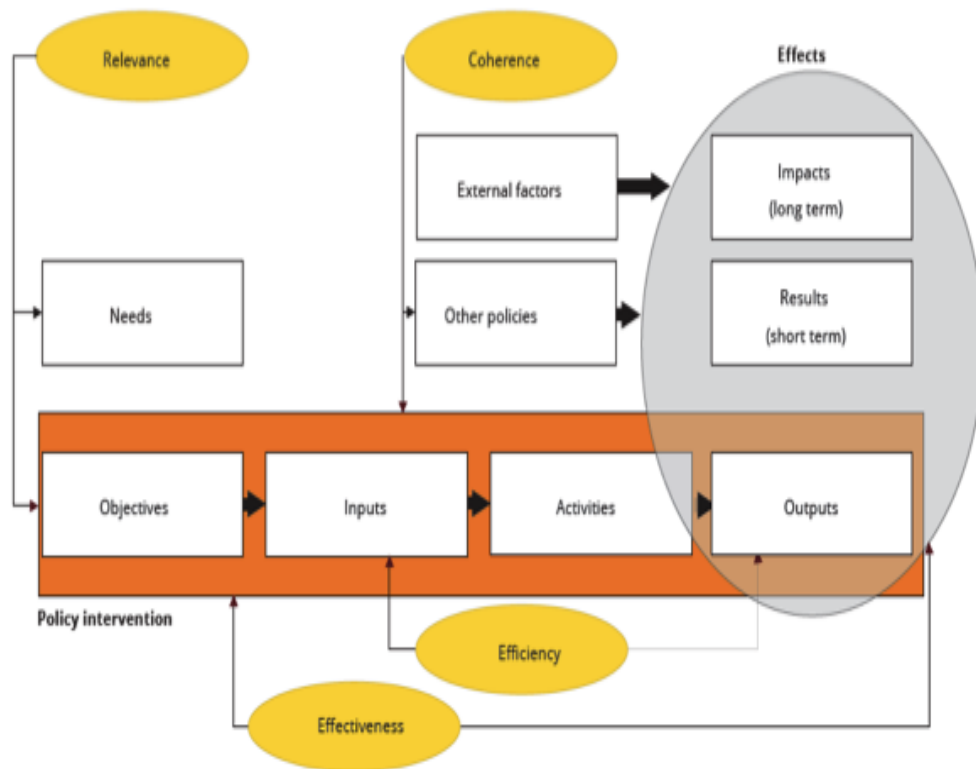 Relevance
Coherence
Effects
External factors
Impacts
(long term)
Needs
Other policies
Results
(short term)
Objectives
Inputs
Activities
Outputs
Policy intervention
Efficiency
Effectiveness